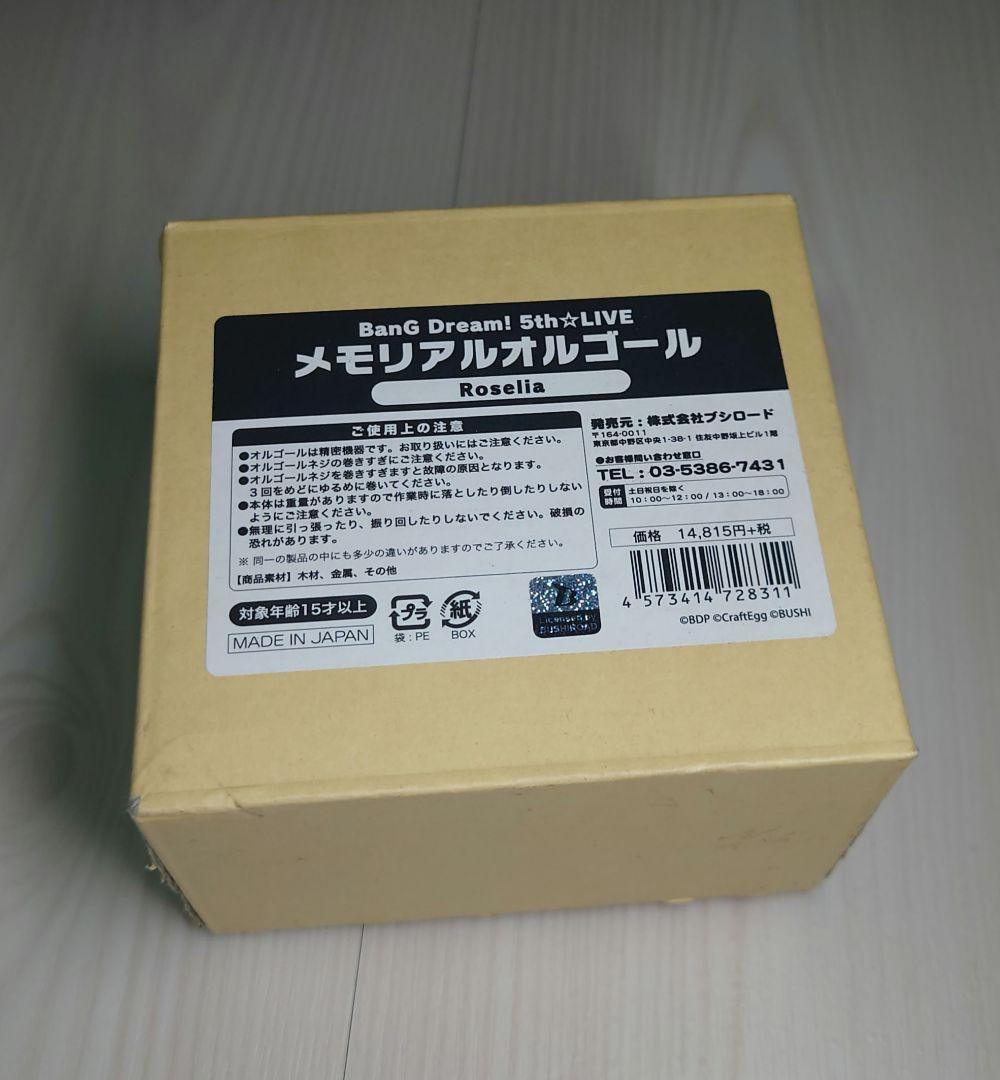 BanG Dream! 5th☆LIVE
メモリアルオルゴール
Roselia
ご使用上の注意
●オルゴールは精密機器です。お取り扱いにはご注意ください。
●オルゴールネジの巻きすぎにご注意ください。
●オルゴールネジを巻きすぎますと故障の原因となります。
3回をめどにゆるめに巻いてください。
●本体は重量がありますので作業時に落としたり倒したりしない
ようにご注意ください。
●無理に引っ張ったり、振り回したりしないでください。破損の
恐れがあります。
※ 同一の製品の中にも多少の違いがありますのでご了承ください。
【商品素材】木材、金属、その他
対象年齢15才以上
MADE IN JAPAN
プラ
袋:PE
紙
BOX
Licensed by
BUSHIROAD
発売元:株式会社ブシロード
〒164-0011
東京都中野区中央1-38-1 住友中野坂上ビル1階
●お客様問い合わせ窓口
TEL:03-5386-7431
受付時間
土日祝日を除く
10:00〜12:00 / 13:00〜18:00
価格 14,815円+税
4 573414 728311
©BDP ©CraftEgg ©BUSHI